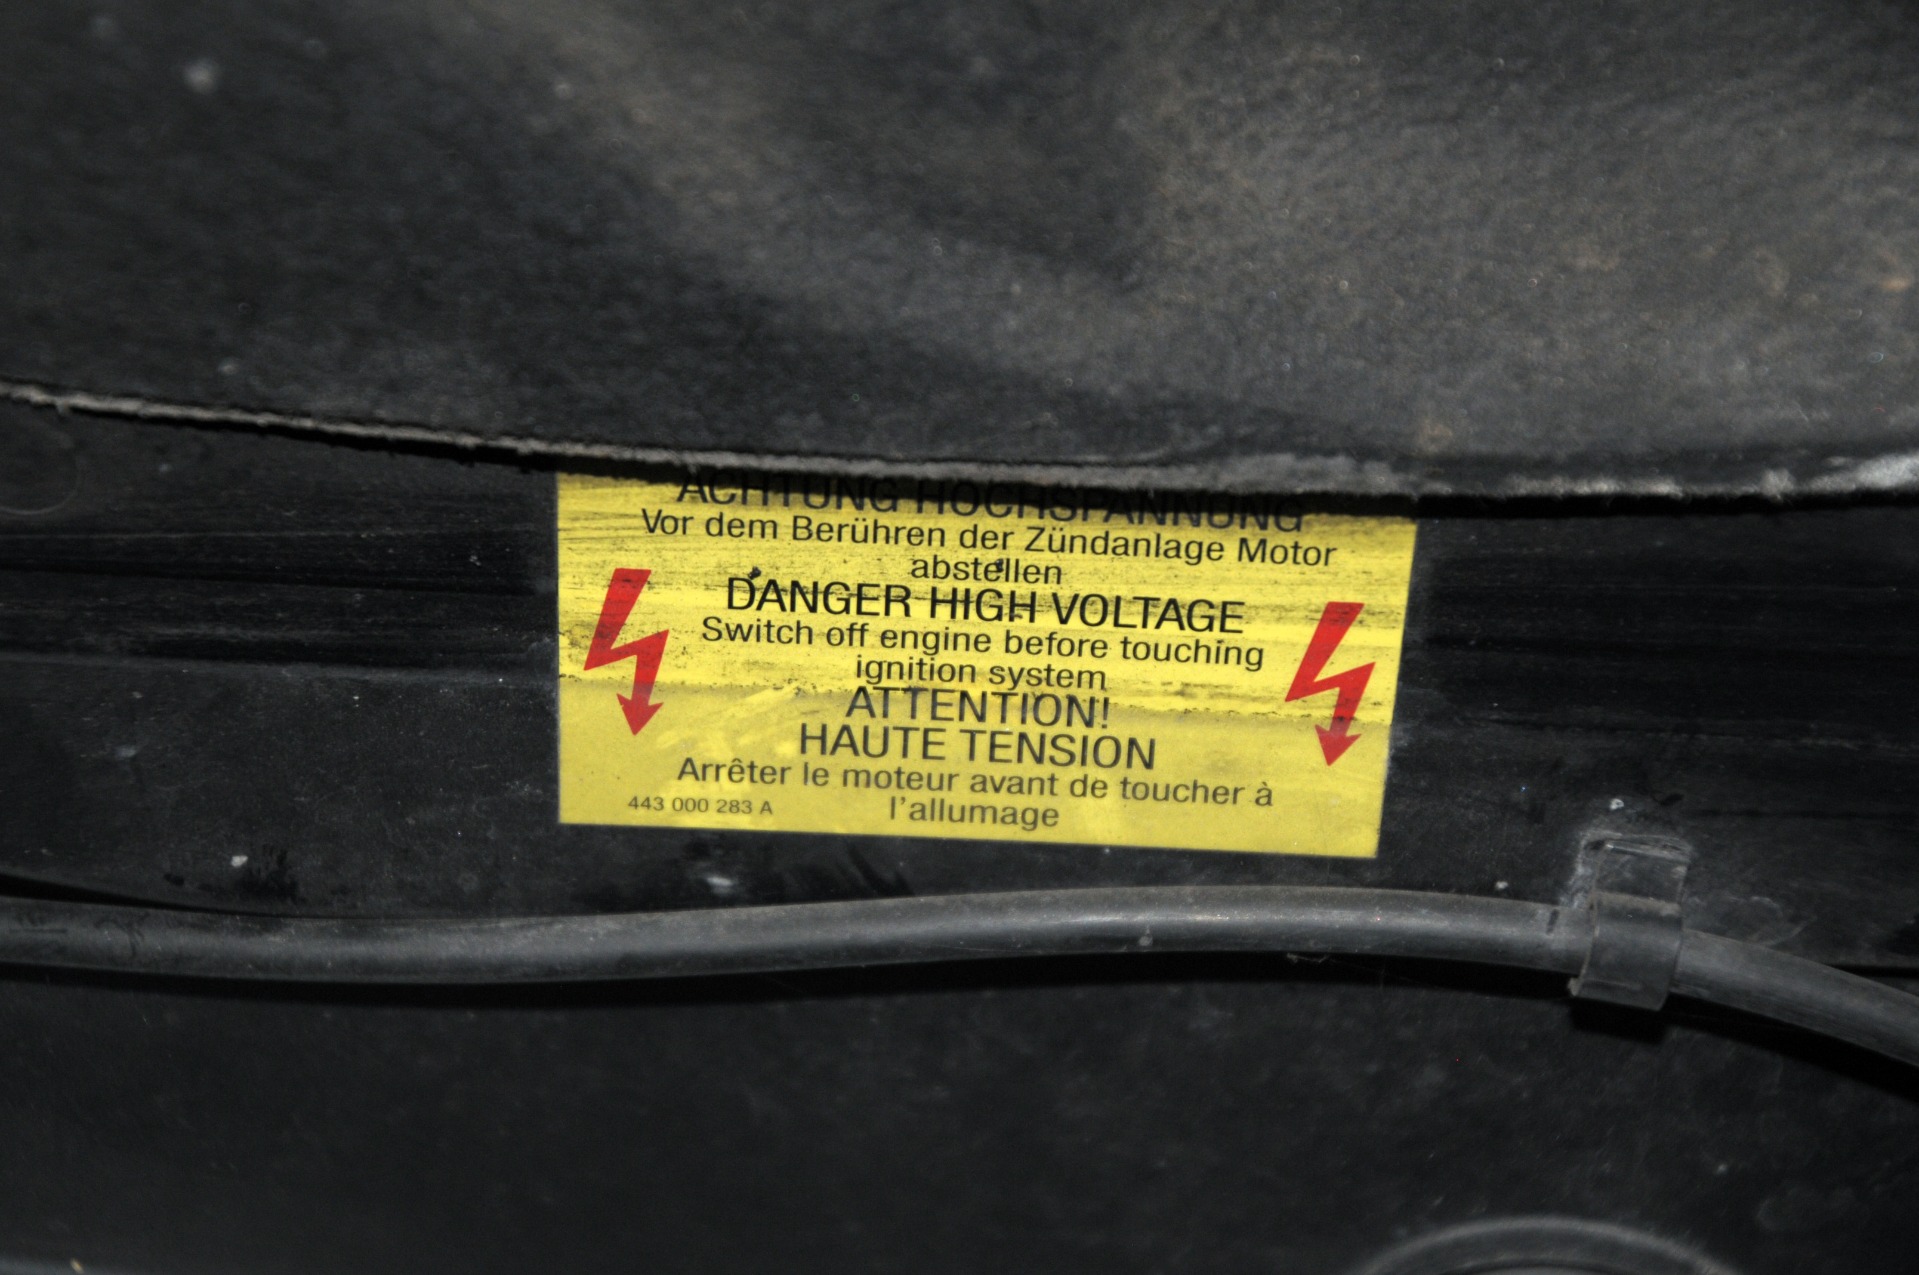 ACHTUNG HOCHSPANNUNG
Vor dem Berühren der Zündanlage Motor
abstellen
DANGER HIGH VOLTAGE
Switch off engine before touching
ignition system
ATTENTION!
HAUTE TENSION
Arrêter le moteur avant de toucher à
l'allumage
443 000 283 A